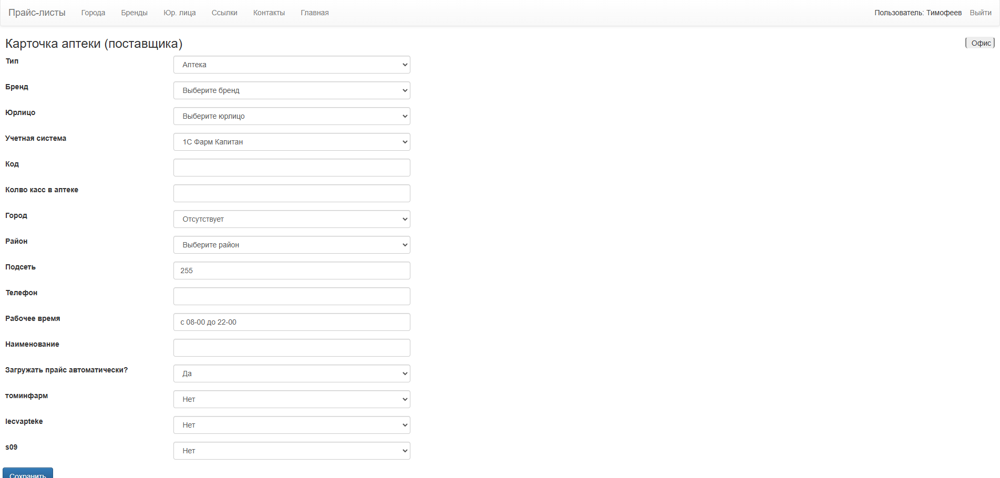 Прайс-листы Города Бренды Юр. лица Ссылки Контакты Главная Пользователь: Тимофеев Выйти
Карточка аптеки (поставщика) Офис
Тип Аптека
Бренд Выберите бренд
Юрлицо Выберите юрлицо
Учетная система 1С Фарм Капитан
Код
Колво касс в аптеке
Город Отсутствует
Район Выберите район
Подсеть 255
Телефон
Рабочее время с 08-00 до 22-00
Наименование
Загружать прайс автоматически? Да
томинфарм Нет
lecvapteke Нет
s09 Нет
Сохранить